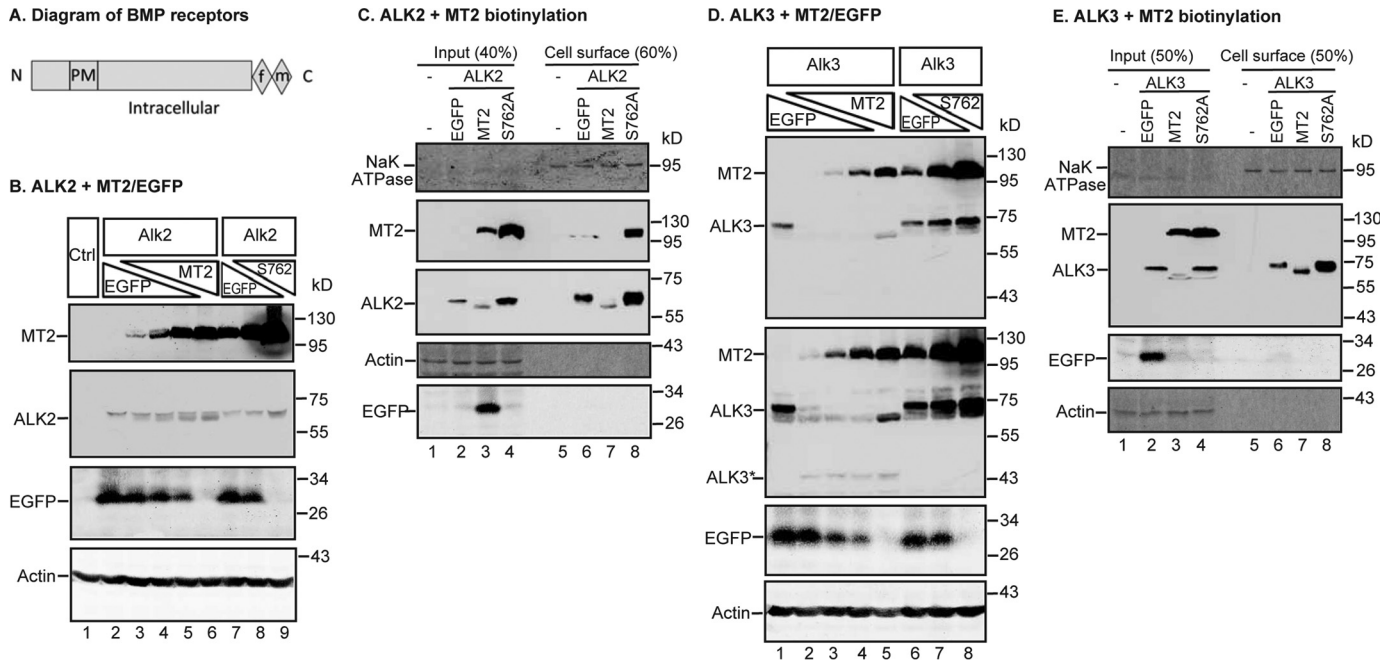 A. Diagram of BMP receptors
N PM f m C
Intracellular
B. ALK2 + MT2/EGFP
Ctrl Alk2 Alk2
EGFP MT2 EGFP S762
kD
MT2 130
95
ALK2 75
55
EGFP 34
26
43
Actin
1 2 3 4 5 6 7 8 9
C. ALK2 + MT2 biotinylation
Input (40%) Cell surface (60%)
- ALK2 - ALK2
- EGFP MT2 S762A - EGFP MT2 S762A
kD
NaK ATPase 95
MT2 130
95
ALK2 75
55
Actin 43
EGFP 34
26
1 2 3 4 5 6 7 8
D. ALK3 + MT2/EGFP
Alk3 Alk3
EGFP MT2 EGFP S762
kD
MT2 130
95
ALK3 75
55
43
MT2 130
95
ALK3 75
55
ALK3* 43
EGFP 34
26
43
Actin
1 2 3 4 5 6 7 8
E. ALK3 + MT2 biotinylation
Input (50%) Cell surface (50%)
- ALK3 - ALK3
- EGFP MT2 S762A - EGFP MT2 S762A
kD
NaK ATPase 95
MT2 130
95
ALK3 75
55
43
EGFP 34
26
Actin 43
1 2 3 4 5 6 7 8